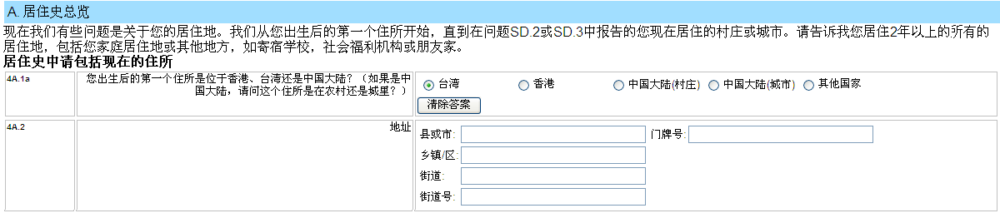 A. 居住史总览
现在我们有些问题是关于您的居住地。我们从您出生后的第一个住所开始，直到在问题SD.2或SD.3中报告的您现在居住的村庄或城市。请告诉我您居住2年以上的所有的
居住地，包括您家庭居住地或其他地方，如寄宿学校，社会福利机构或朋友家。
居住史中请包括现在的住所
4A.1a
您出生后的第一个住所是位于香港、台湾还是中国大陆？（如果是中
国大陆，请问这个住所是在农村还是城里？）
台湾 香港 中国大陆(村庄) 中国大陆(城市) 其他国家
清除答案
4A.2
地址
县或市: 门牌号:
乡镇/区:
街道:
街道号: